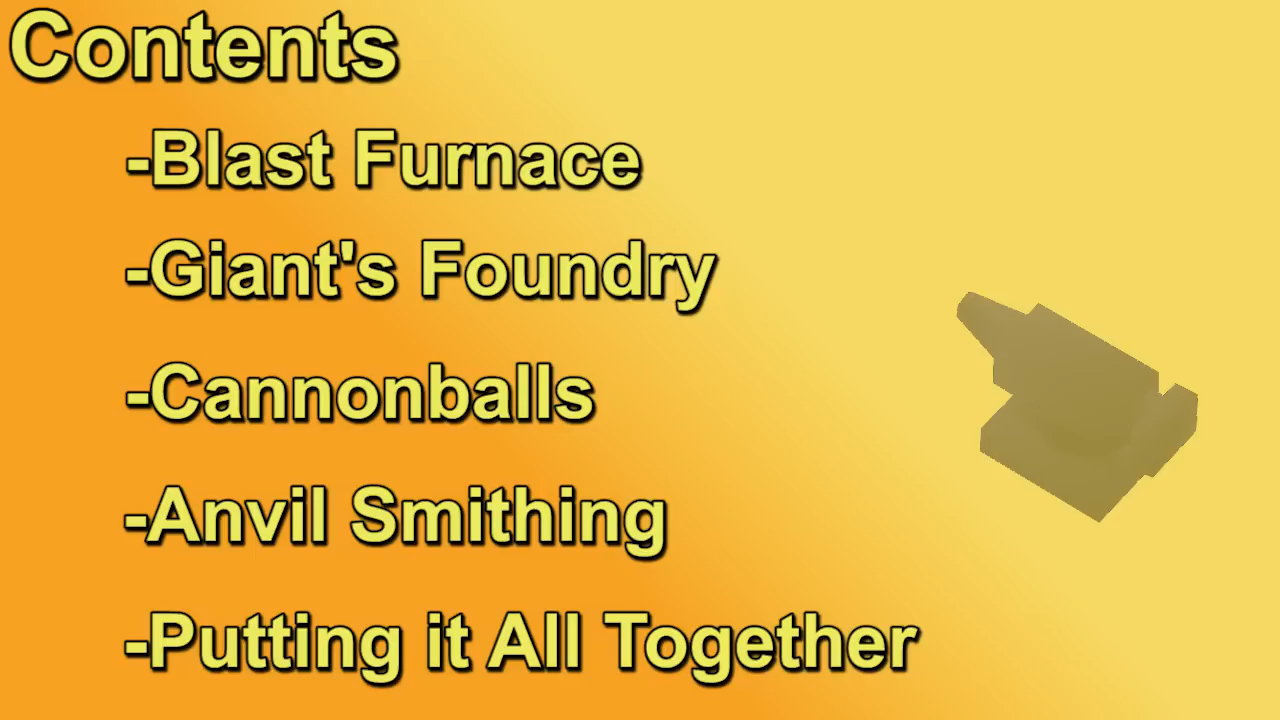 Contents
-Blast Furnace
-Giant's Foundry
-Cannonballs
-Anvil Smithing
-Putting it All Together